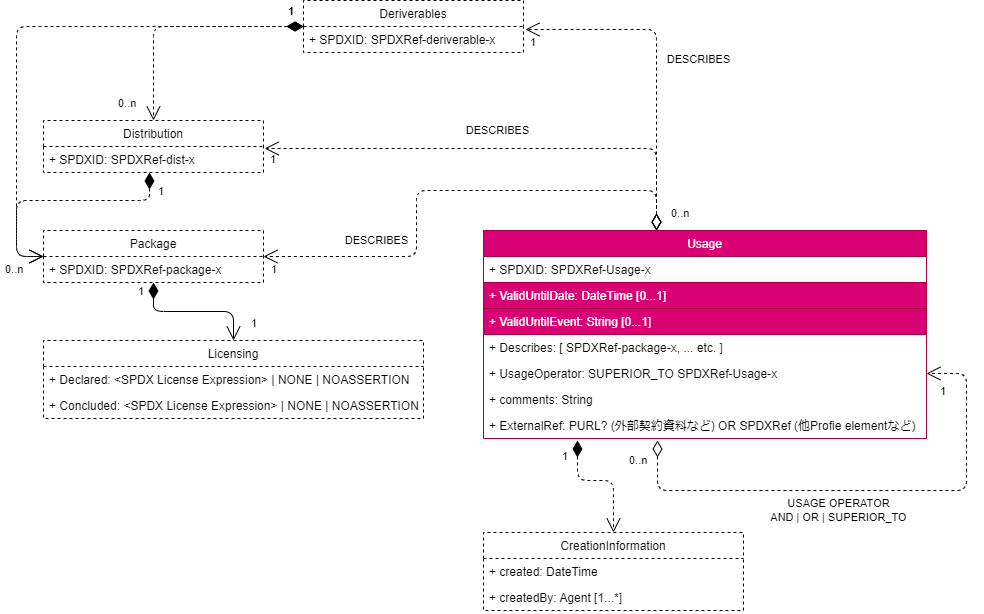 1
Deriverables
+ SPDXID: SPDXRef-deriverable-x
1
DESCRIBES
0..n
Distribution
+ SPDXID: SPDXRef-dist-x
DESCRIBES
1
1
Package
+ SPDXID: SPDXRef-package-x
DESCRIBES
1
0..n
1
1
Licensing
+ Declared: <SPDX License Expression> | NONE | NOASSERTION
+ Concluded: <SPDX License Expression> | NONE | NOASSERTION
0..n
Usage
+ SPDXID: SPDXRef-Usage-x
+ ValidUntilDate: DateTime [0...1]
+ ValidUntilEvent: String [0...1]
+ Describes: [ SPDXRef-package-x, ... etc. ]
+ UsageOperator: SUPERIOR_TO SPDXRef-Usage-x
+ comments: String
+ ExternalRef: PURL? (外部契約資料など) OR SPDXRef (他Profie elementなど)
1
1
0..n
USAGE OPERATOR
AND | OR | SUPERIOR_TO
CreationInformation
+ created: DateTime
+ createdBy: Agent [1...*]